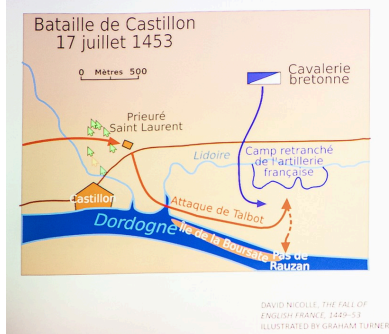 Bataille de Castillon
17 juillet 1453
0 Mètres 500
Cavalerie
bretonne
Prieuré
Saint Laurent
Lidoire
Camp retranché
de l'artillerie
française
Castillon
Attaque de Talbot
Dordogne
Île de la Boursate
Pas de
Rauzan
DAVID NICOLLE, THE FALL OF
ENGLISH FRANCE, 1449–53
ILLUSTRATED BY GRAHAM TURNER